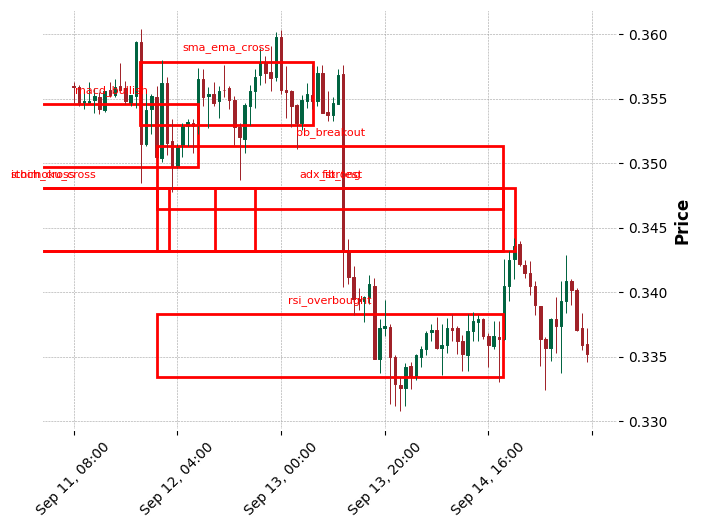 0.360
sma_ema_cross
macd_bullish
0.355
bb_breakout
0.350
adx_strong
0.345
Price
0.340
rsi_overbought
0.335
0.330
Sep 11, 08:00
Sep 12, 04:00
Sep 13, 00:00
Sep 13, 20:00
Sep 14, 16:00